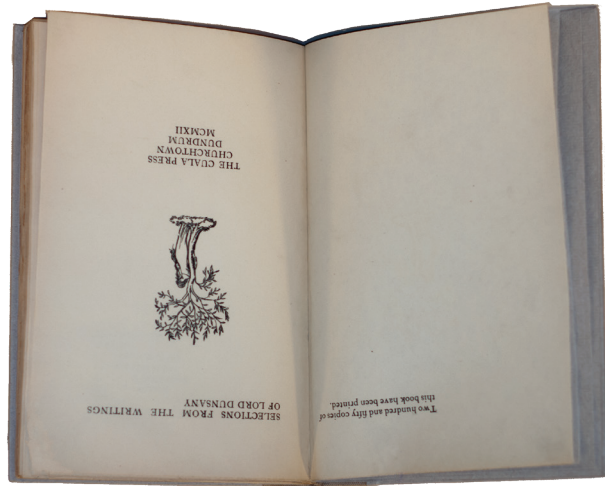 Two hundred and fifty copies of
this book have been printed.
SELECTIONS FROM THE WRITINGS
OF LORD DUNSANY
THE CUALA PRESS
CHURCHTOWN
DUNDRUM
MCMXII